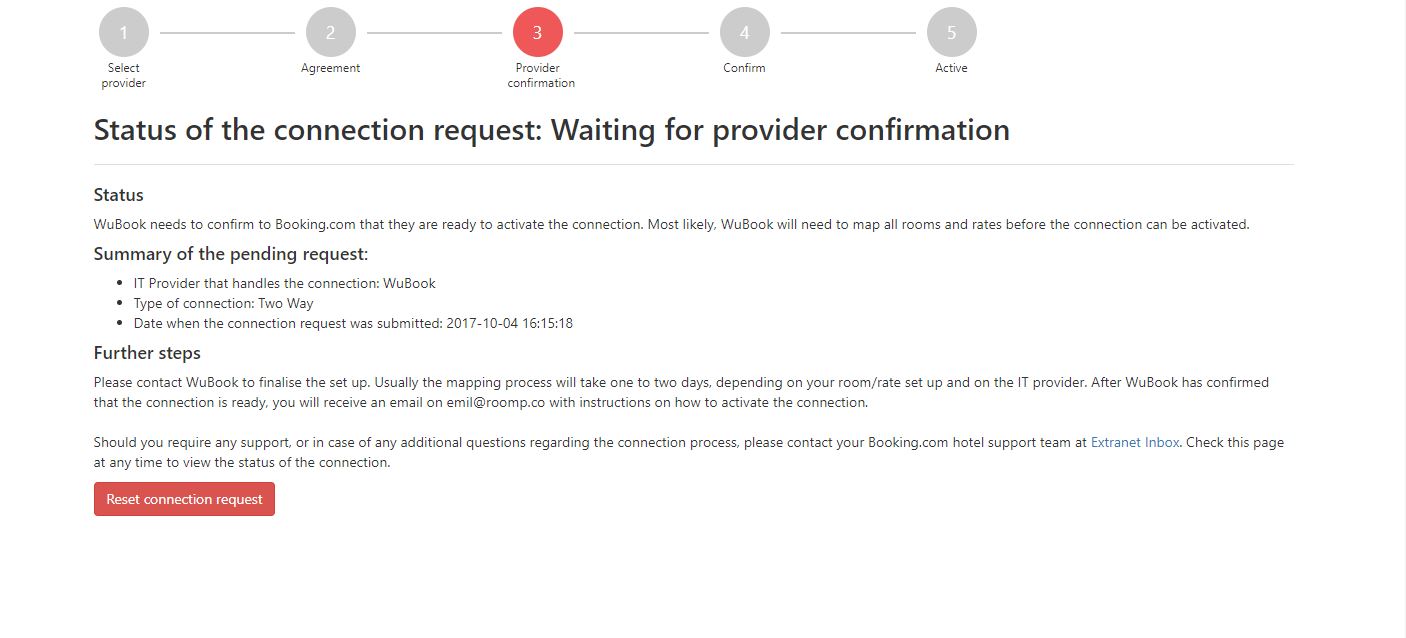 1
2
3
4
5
Select
provider
Agreement
Provider
confirmation
Confirm
Active
Status of the connection request: Waiting for provider confirmation
Status
WuBook needs to confirm to Booking.com that they are ready to activate the connection. Most likely, WuBook will need to map all rooms and rates before the connection can be activated.
Summary of the pending request:
• IT Provider that handles the connection: WuBook
• Type of connection: Two Way
• Date when the connection request was submitted: 2017-10-04 16:15:18
Further steps
Please contact WuBook to finalise the set up. Usually the mapping process will take one to two days, depending on your room/rate set up and on the IT provider. After WuBook has confirmed
that the connection is ready, you will receive an email on emil@roomp.co with instructions on how to activate the connection.
Should you require any support, or in case of any additional questions regarding the connection process, please contact your Booking.com hotel support team at Extranet Inbox. Check this page
at any time to view the status of the connection.
Reset connection request